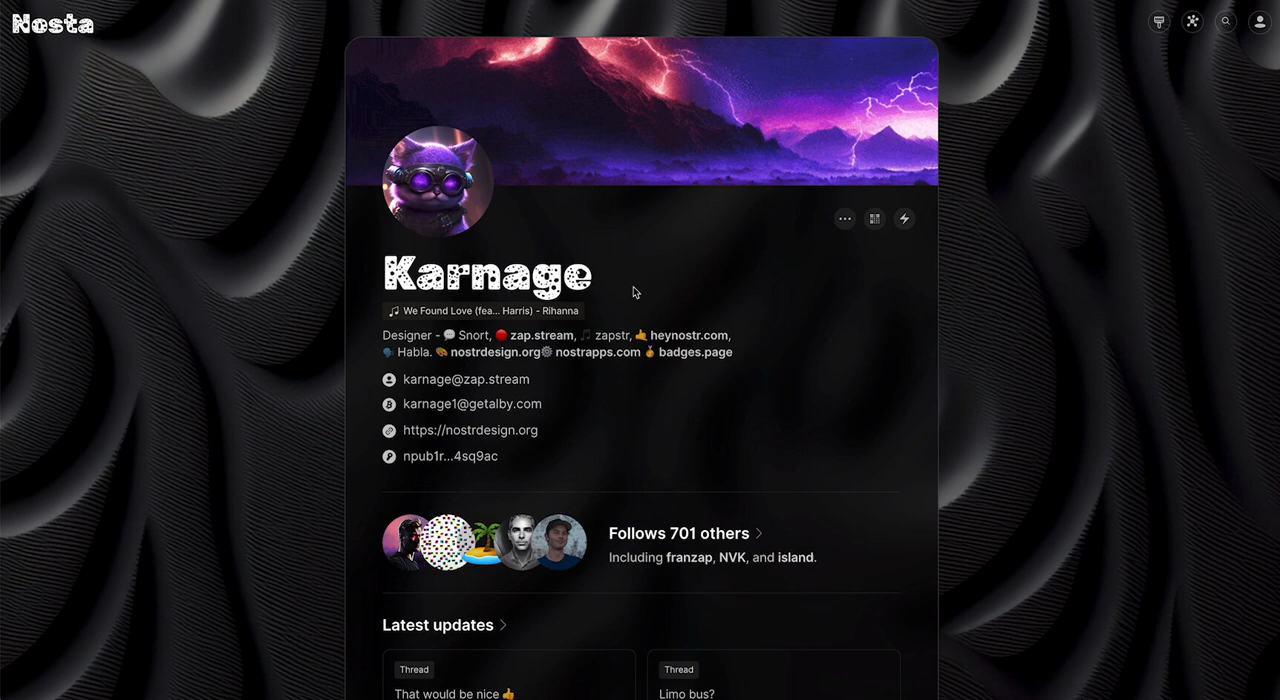 Nosta
Karnage
We Found Love (fea... Harris) - Rihanna
Designer - 💬 Snort, 🔴 zap.stream, 🎵 zapstr, 🤙 heynostr.com,
🗣️ Habla. 🎨 nostrdesign.org⚙️ nostrapps.com 🏅 badges.page
karnage@zap.stream
karnage1@getalby.com
https://nostrdesign.org
npub1r...4sq9ac
Follows 701 others
Including franzap, NVK, and island.
Latest updates
Thread
That would be nice 👍
Thread
Limo bus?